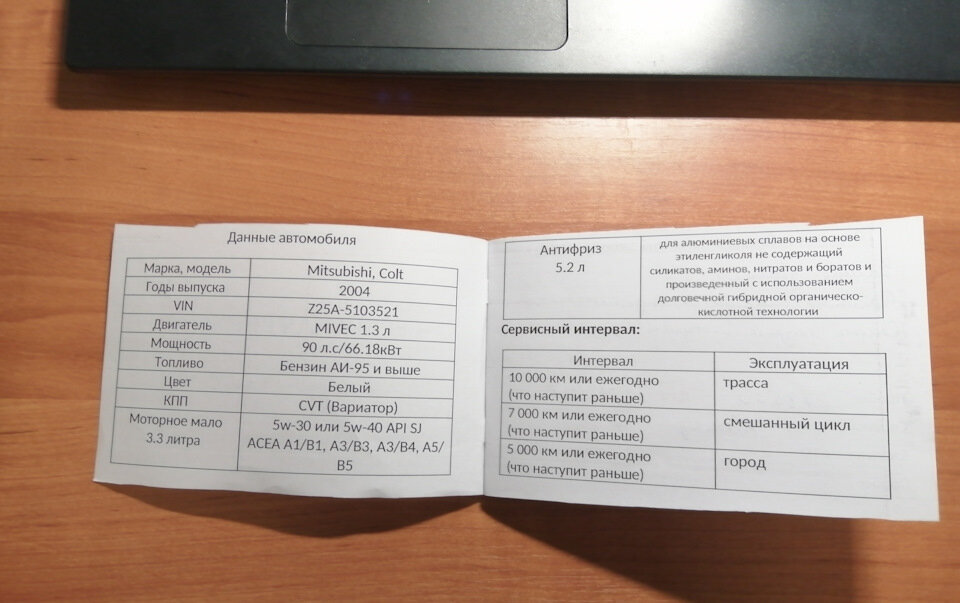 Данные автомобиля
Марка, модель Mitsubishi, Colt
Годы выпуска 2004
VIN Z25A-5103521
Двигатель MIVEC 1.3 л
Мощность 90 л.с/66.18кВт
Топливо Бензин АИ-95 и выше
Цвет Белый
КПП CVT (Вариатор)
Моторное мало 5w-30 или 5w-40 API SJ
3.3 литра ACEA A1/B1, A3/B3, A3/B4, A5/
B5
Антифриз для алюминиевых сплавов на основе
5.2 л этиленгликоля не содержащий
силикатов, аминов, нитратов и боратов и
произведенный с использованием
долговечной гибридной органическо-
кислотной технологии
Сервисный интервал:
Интервал Эксплуатация
10 000 км или ежегодно трасса
(что наступит раньше)
7 000 км или ежегодно смешанный цикл
(что наступит раньше)
5 000 км или ежегодно город
(что наступит раньше)